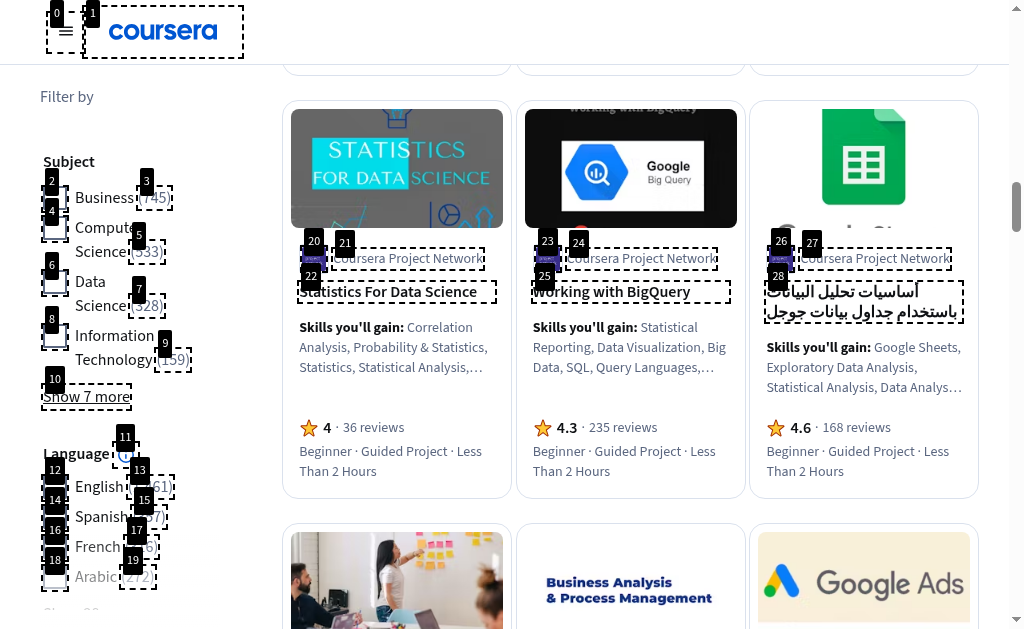 0
1
coursera
Filter by
Subject
2
3
Business (745)
4
Compute
5
Science (533)
6
Data
7
Science (328)
8
Information
9
Technology (159)
10
Show 7 more
11
Language
12
13
English
14
15
Spanish
16
17
French
18
19
Arabic (272)
STATISTICS
FOR DATA SCIENCE
20
21
Coursera Project Network
22
Statistics For Data Science
Skills you'll gain: Correlation
Analysis, Probability & Statistics,
Statistics, Statistical Analysis,…
4 · 36 reviews
Beginner · Guided Project · Less
Than 2 Hours
working with BigQuery
Google
Big Query
23
24
Coursera Project Network
25
Working with BigQuery
Skills you'll gain: Statistical
Reporting, Data Visualization, Big
Data, SQL, Query Languages,…
4.3 · 235 reviews
Beginner · Guided Project · Less
Than 2 Hours
26
27
Coursera Project Network
28
أساسيات تحليل البيانات
باستخدام جداول بيانات جوجل
Skills you'll gain: Google Sheets,
Exploratory Data Analysis,
Statistical Analysis, Data Analys…
4.6 · 168 reviews
Beginner · Guided Project · Less
Than 2 Hours
Business Analysis
& Process Management
Google Ads